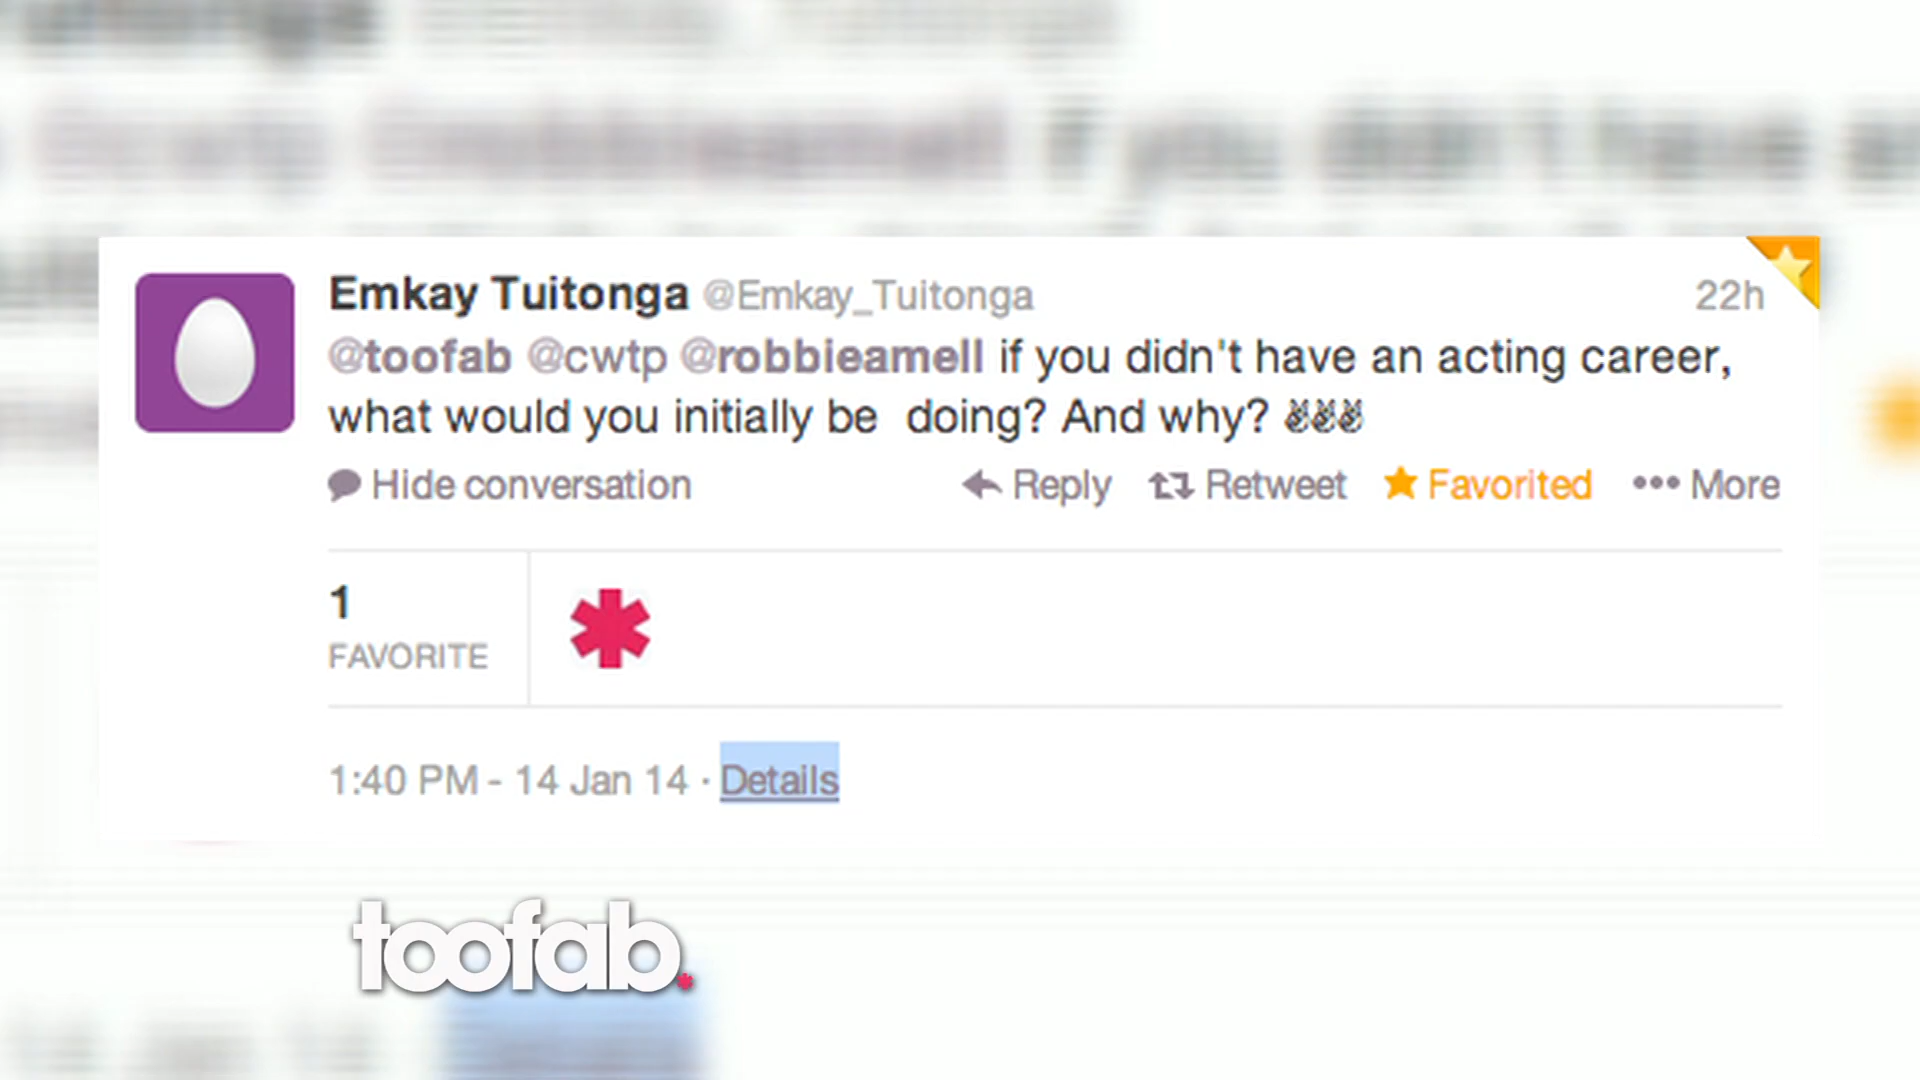 Emkay Tuitonga @Emkay_Tuitonga 22h
@toofab @cwtp @robbieamell if you didn't have an acting career,
what would you initially be doing? And why? ✌✌✌
Hide conversation Reply Retweet Favorited More
1
FAVORITE
1:40 PM - 14 Jan 14 · Details
toofab.